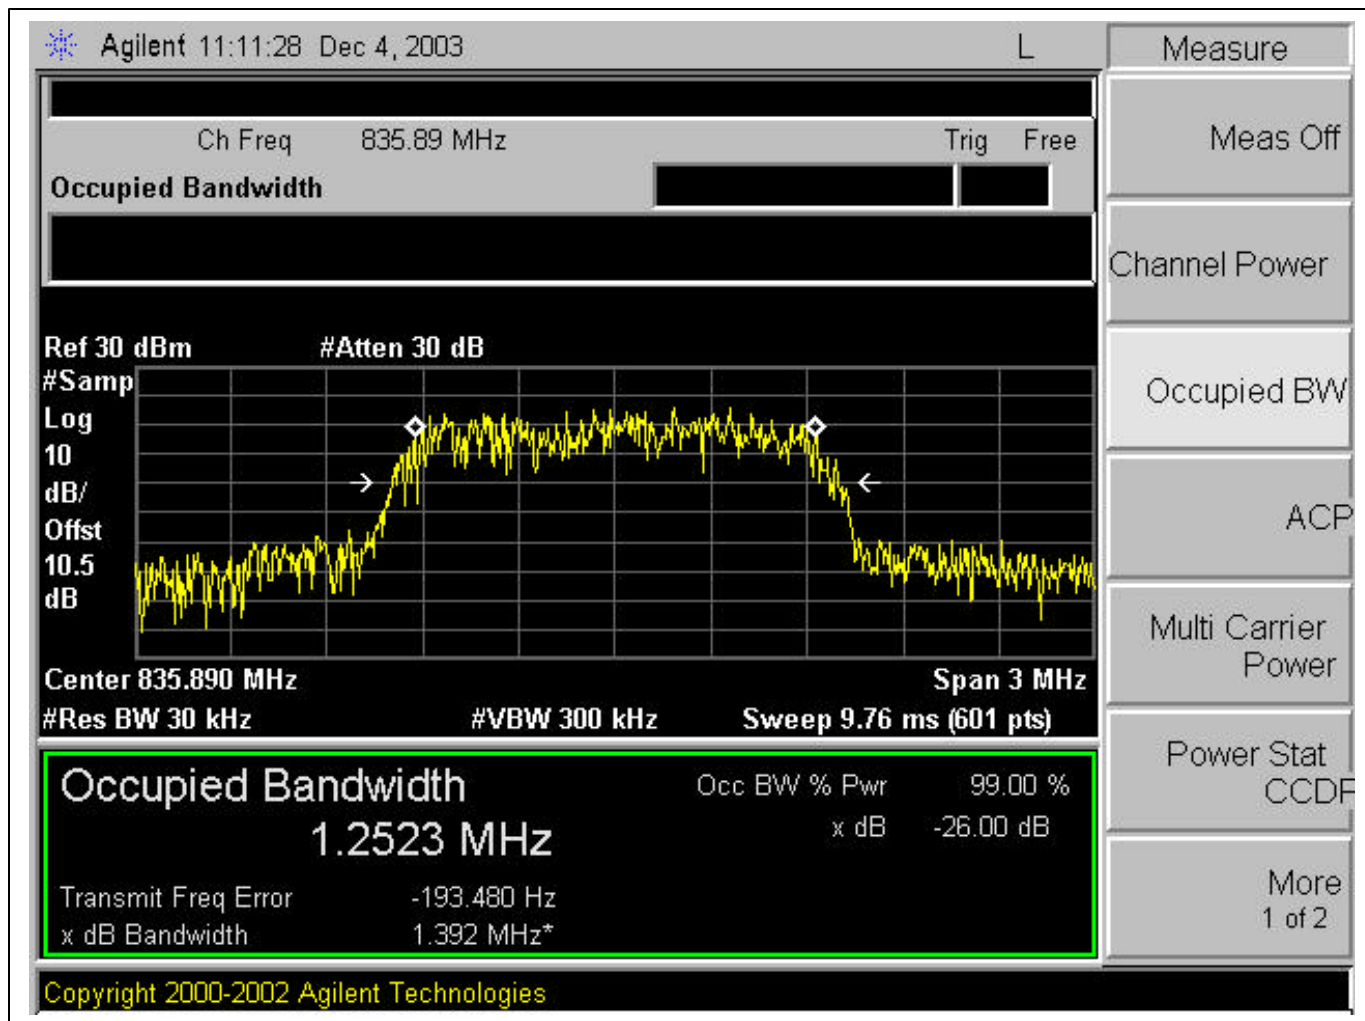 Agilent 11:11:28 Dec 4, 2003 L
Measure
Ch Freq 835.89 MHz Trig Free
Occupied Bandwidth
Ref 30 dBm #Atten 30 dB
#Samp
Log
10
dB/
Offst
10.5
dB
Center 835.890 MHz Span 3 MHz
#Res BW 30 kHz #VBW 300 kHz Sweep 9.76 ms (601 pts)
Occupied Bandwidth
1.2523 MHz
Occ BW % Pwr 99.00 %
x dB -26.00 dB
Transmit Freq Error -193.480 Hz
x dB Bandwidth 1.392 MHz*
Copyright 2000-2002 Agilent Technologies
Meas Off
Channel Power
Occupied BW
ACP
Multi Carrier
Power
Power Stat
CCDF
More
1 of 2